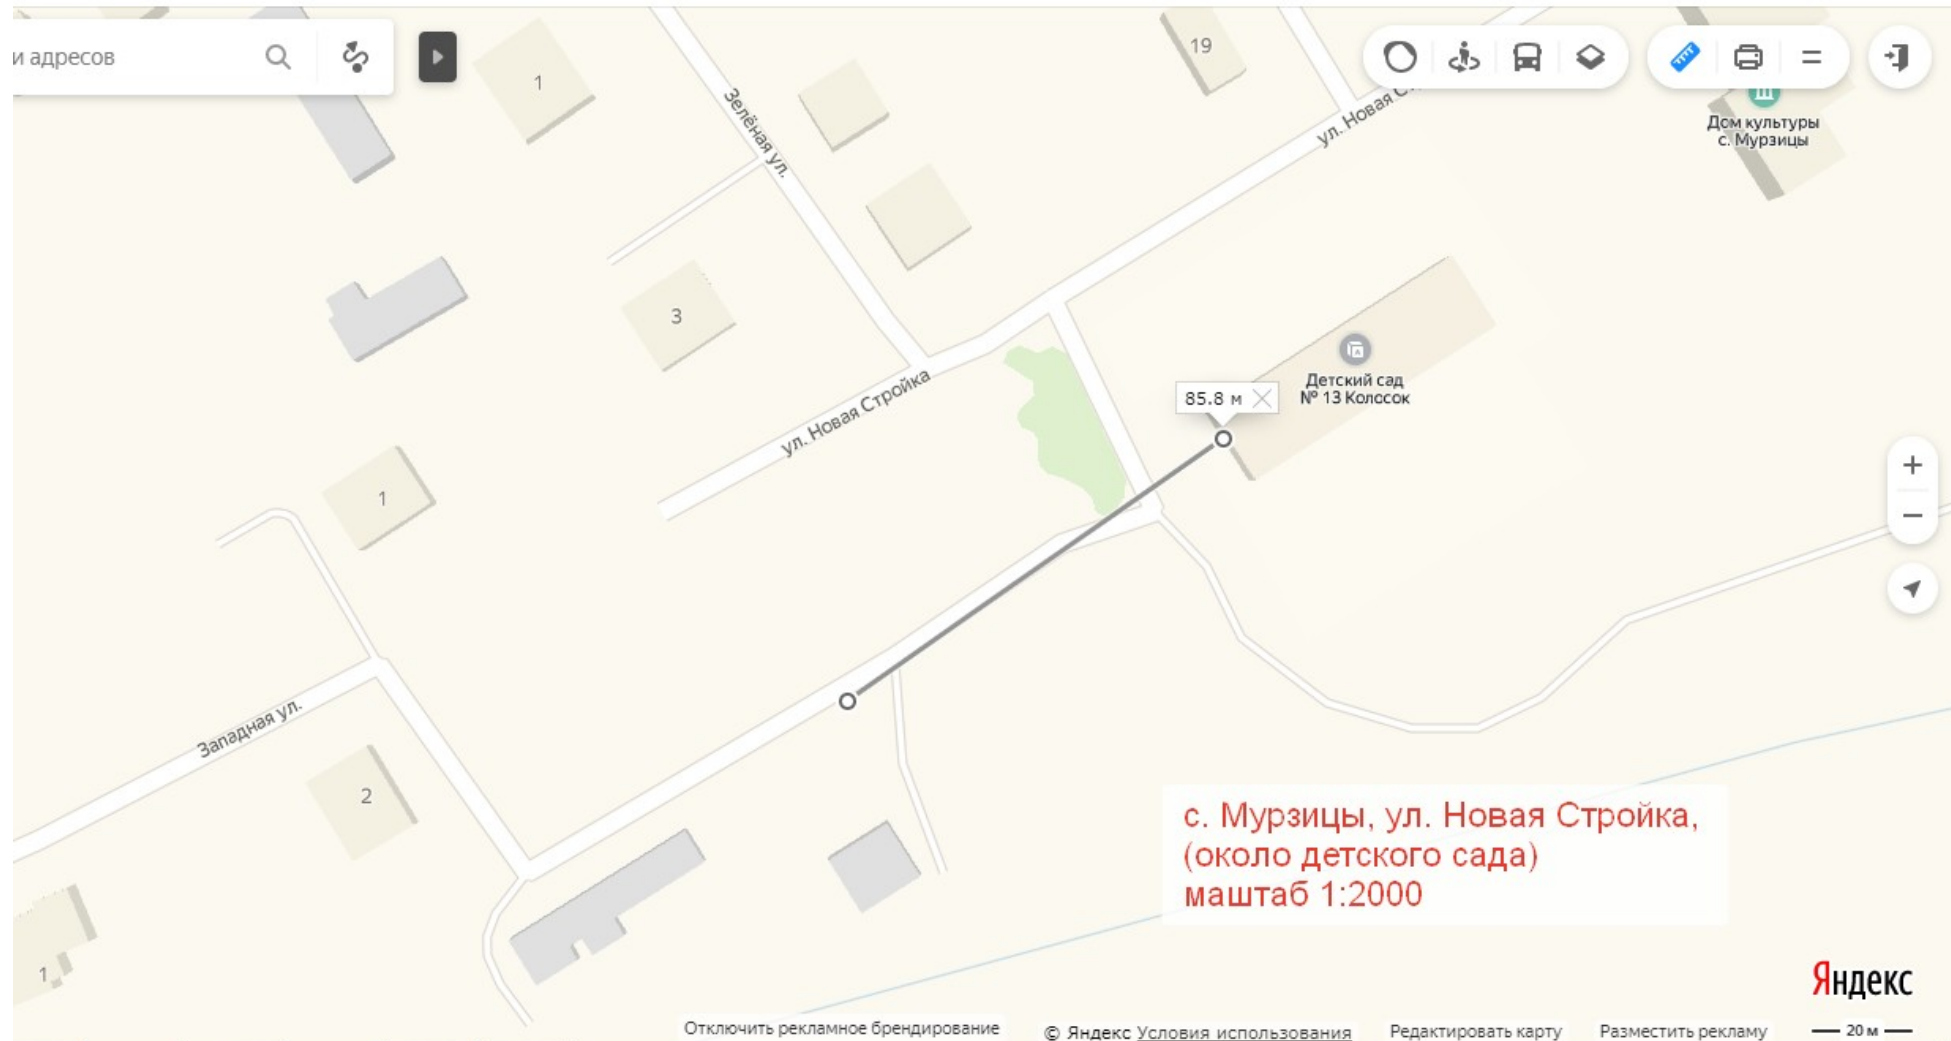 и адресов
1
Зелёная ул.
19
ул. Новая С
Дом культуры
с. Мурзицы
3
ул. Новая Стройка
85.8 м
Детский сад
№ 13 Колосок
1
Западная ул.
2
1
с. Мурзицы, ул. Новая Стройка,
(около детского сада)
маштаб 1:2000
Яндекс
Отключить рекламное брендирование
© Яндекс Условия использования
Редактировать карту
Разместить рекламу
20 м